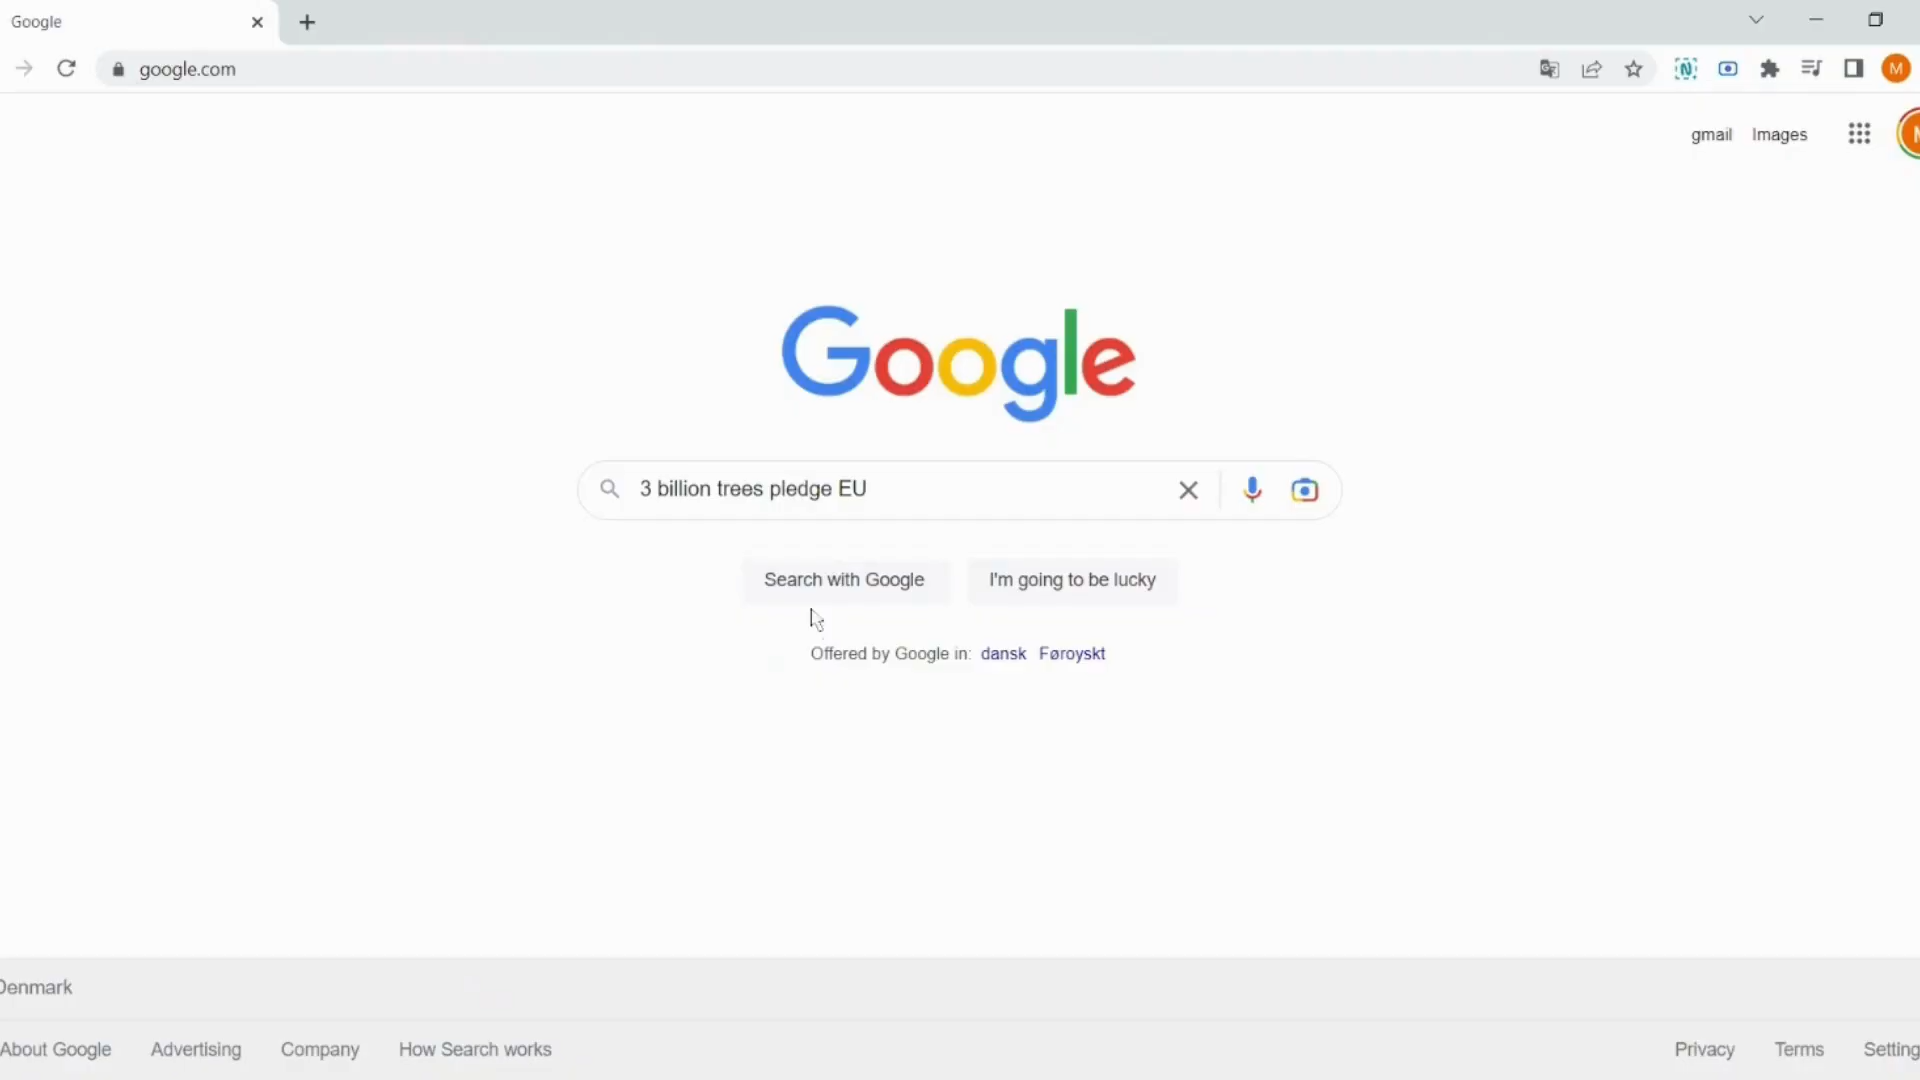 Google
google.com
M
gmail Images
Google
3 billion trees pledge EU
Search with Google I'm going to be lucky
Offered by Google in: dansk Føroyskt
Denmark
About Google Advertising Company How Search works Privacy Terms Setting